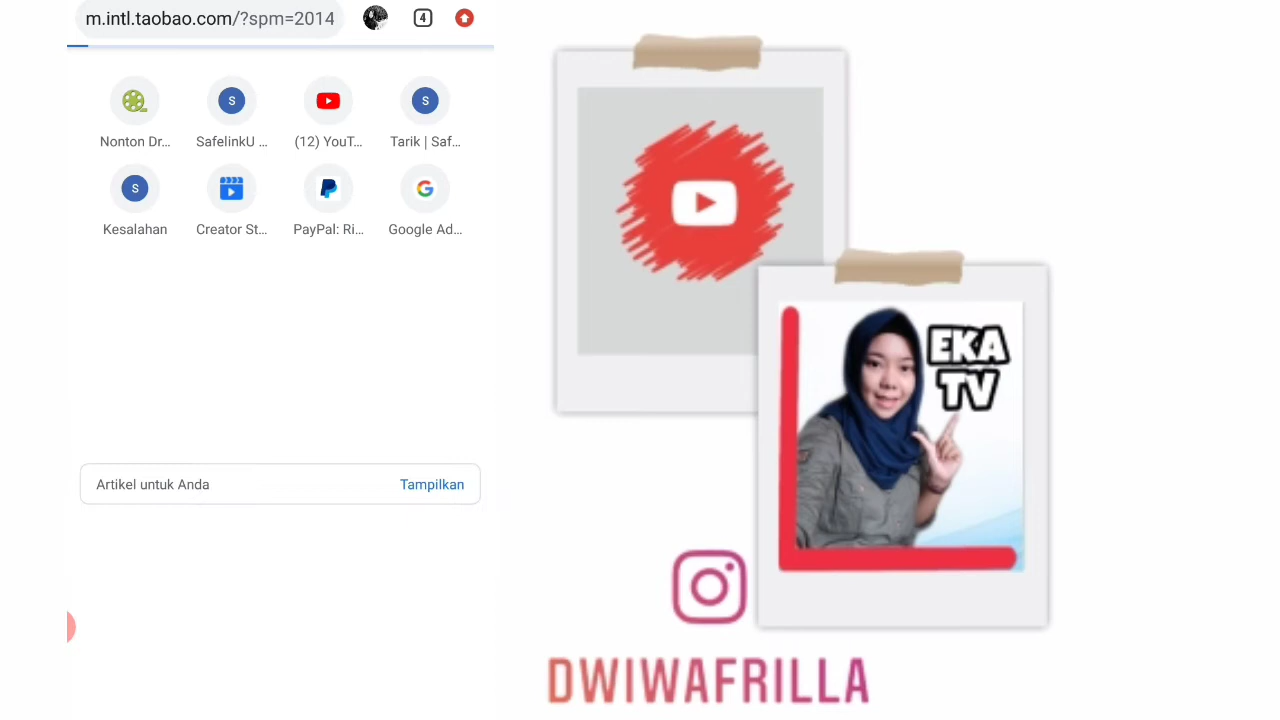 m.intl.taobao.com/?spm=2014
4
Nonton Dr...
S
SafelinkU ...
(12) YouT...
S
Tarik | Saf...
S
Kesalahan
Creator St...
PayPal: Ri...
Google Ad...
Artikel untuk Anda
Tampilkan
EKA
TV
DWIWAFRILLA